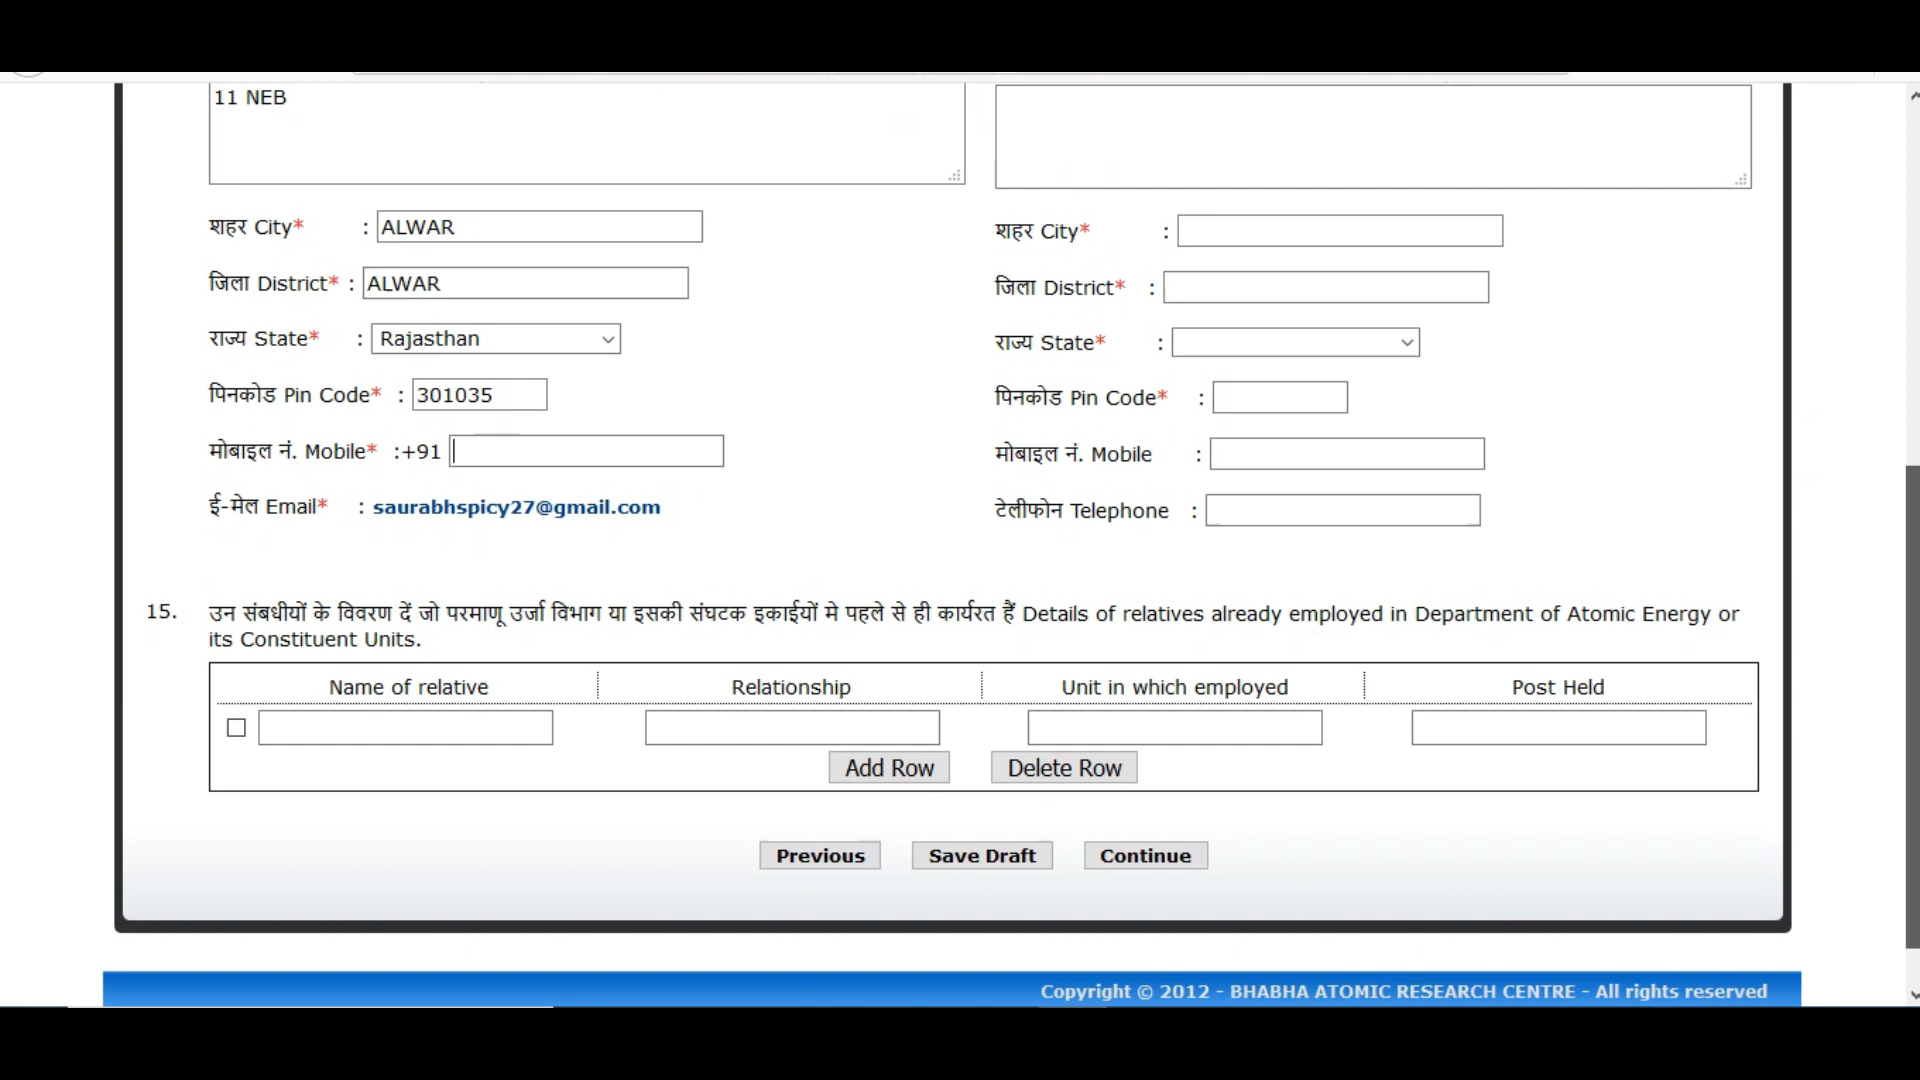 11 NEB
शहर City* : ALWAR
जिला District* : ALWAR
राज्य State* : Rajasthan
पिनकोड Pin Code* : 301035
मोबाइल नं. Mobile* :+91
ई-मेल Email* : saurabhspicy27@gmail.com
शहर City* :
जिला District* :
राज्य State* :
पिनकोड Pin Code* :
मोबाइल नं. Mobile :
टेलीफोन Telephone :
15. उन संबधीयों के विवरण दें जो परमाणू उर्जा विभाग या इसकी संघटक इकाईयों मे पहले से ही कार्यरत हैं Details of relatives already employed in Department of Atomic Energy or
its Constituent Units.
Name of relative Relationship Unit in which employed Post Held
Add Row Delete Row
Previous Save Draft Continue
Copyright © 2012 - BHABHA ATOMIC RESEARCH CENTRE - All rights reserved